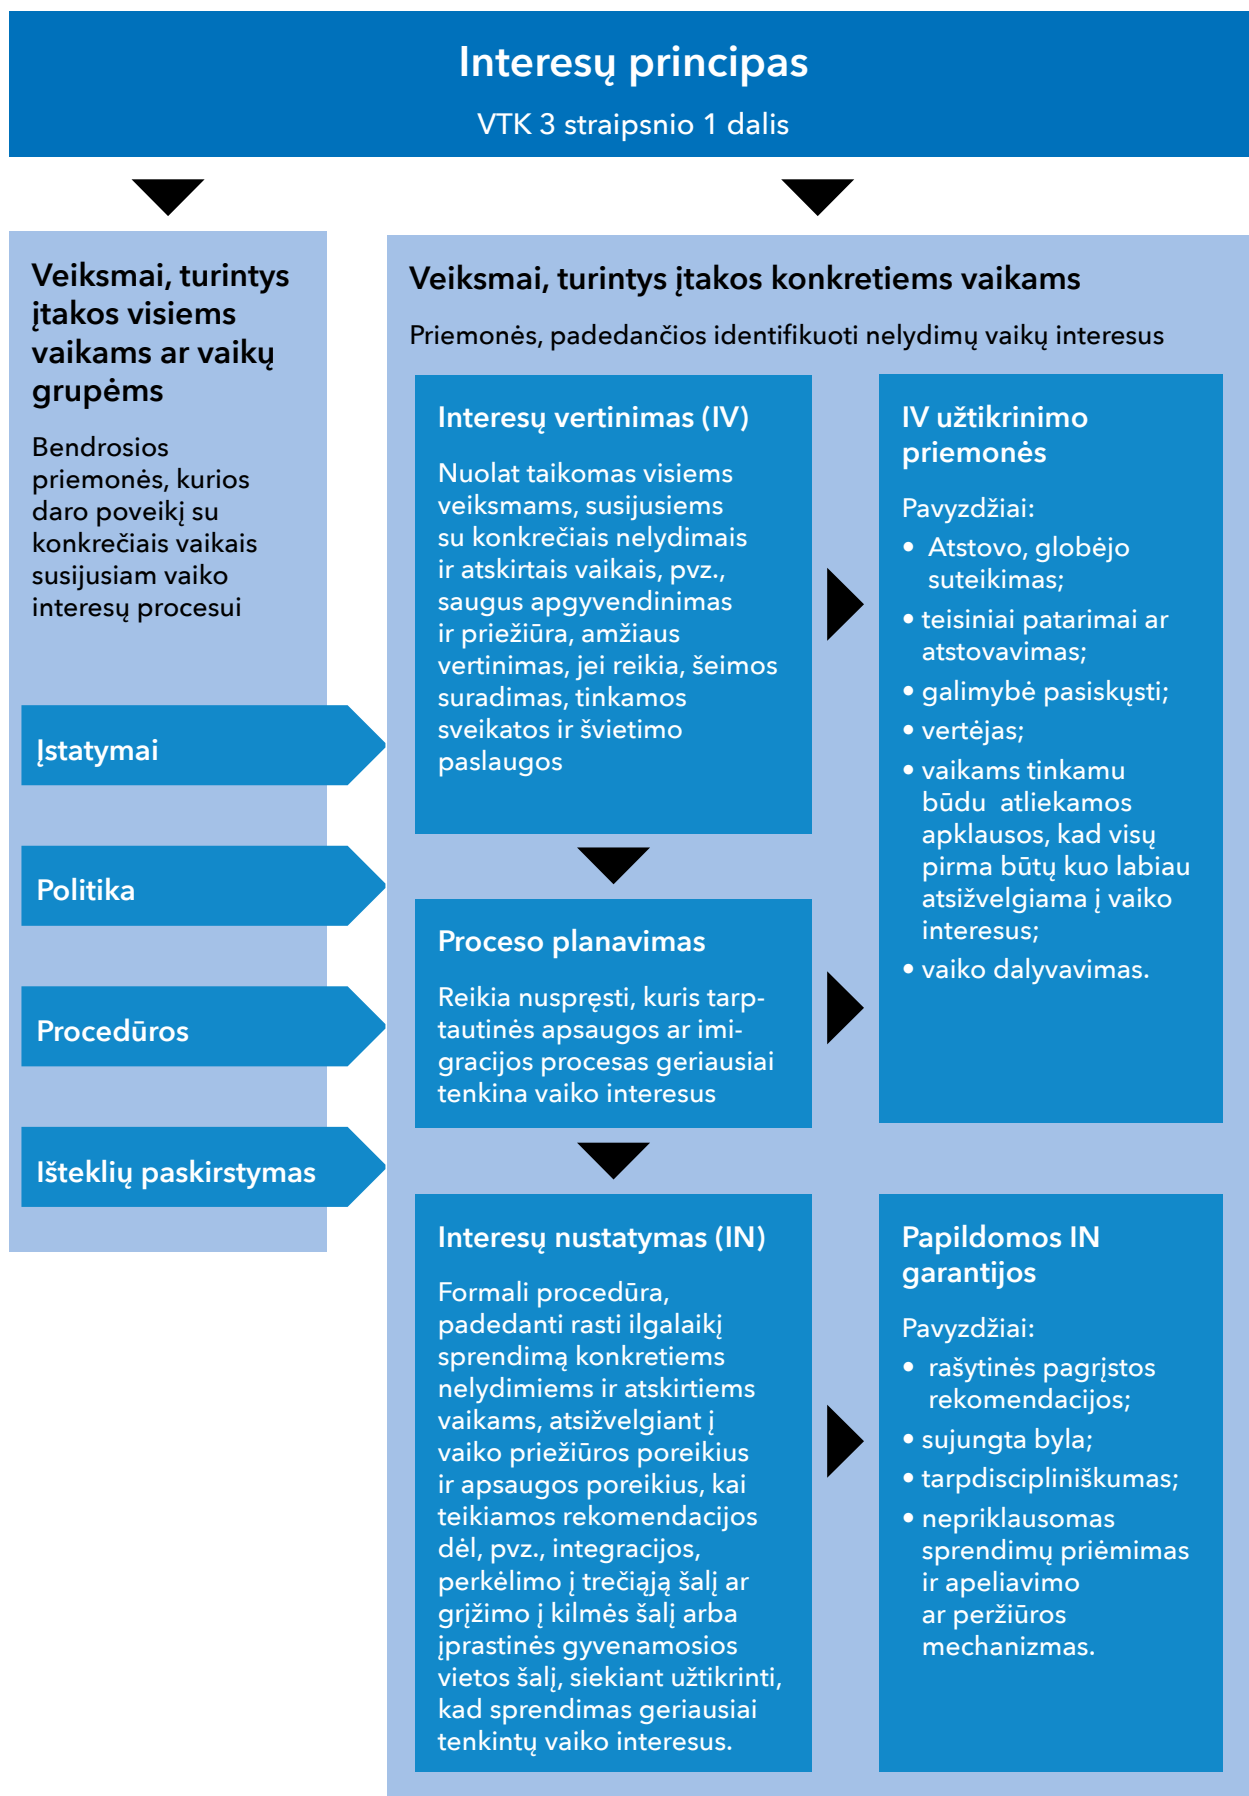 Interesų principas
VTK 3 straipsnio 1 dalis
Veiksmai, turintys
įtakos visiems
vaikams ar vaikų
grupėms
Bendrosios
priemonės, kurios
daro poveikį su
konkrečiais vaikais
susijusiam vaiko
interesų procesui
Įstatymai
Politika
Procedūros
Išteklių paskirstymas
Veiksmai, turintys įtakos konkretiems vaikams
Priemonės, padedančios identifikuoti nelydimų vaikų interesus
Interesų vertinimas (IV)
Nuolat taikomas visiems
veiksmams, susijusiems
su konkrečiais nelydimais
ir atskirtais vaikais, pvz.,
saugus apgyvendinimas
ir priežiūra, amžiaus
vertinimas, jei reikia, šeimos
suradimas, tinkamos
sveikatos ir švietimo
paslaugos
IV užtikrinimo
priemonės
Pavyzdžiai:
• Atstovo, globėjo
suteikimas;
• teisiniai patarimai ar
atstovavimas;
• galimybė pasiskųsti;
• vertėjas;
• vaikams tinkamu
būdu atliekamos
apklausos, kad visų
pirma būtų kuo labiau
atsižvelgiama į vaiko
interesus;
• vaiko dalyvavimas.
Proceso planavimas
Reikia nuspręsti, kuris tarp-
tautinės apsaugos ar imi-
gracijos procesas geriausiai
tenkina vaiko interesus
Interesų nustatymas (IN)
Formali procedūra,
padedanti rasti ilgalaikį
sprendimą konkretiems
nelydimiems ir atskirtiems
vaikams, atsižvelgiant į
vaiko priežiūros poreikius
ir apsaugos poreikius, kai
teikiamos rekomendacijos
dėl, pvz., integracijos,
perkėlimo į trečiąją šalį ar
grįžimo į kilmės šalį arba
įprastinės gyvenamosios
vietos šalį, siekiant užtikrinti,
kad sprendimas geriausiai
tenkintų vaiko interesus.
Papildomos IN
garantijos
Pavyzdžiai:
• rašytinės pagrįstos
rekomendacijos;
• sujungta byla;
• tarpdiscipliniškumas;
• nepriklausomas
sprendimų priėmimas
ir apeliavimo
ar peržiūros
mechanizmas.